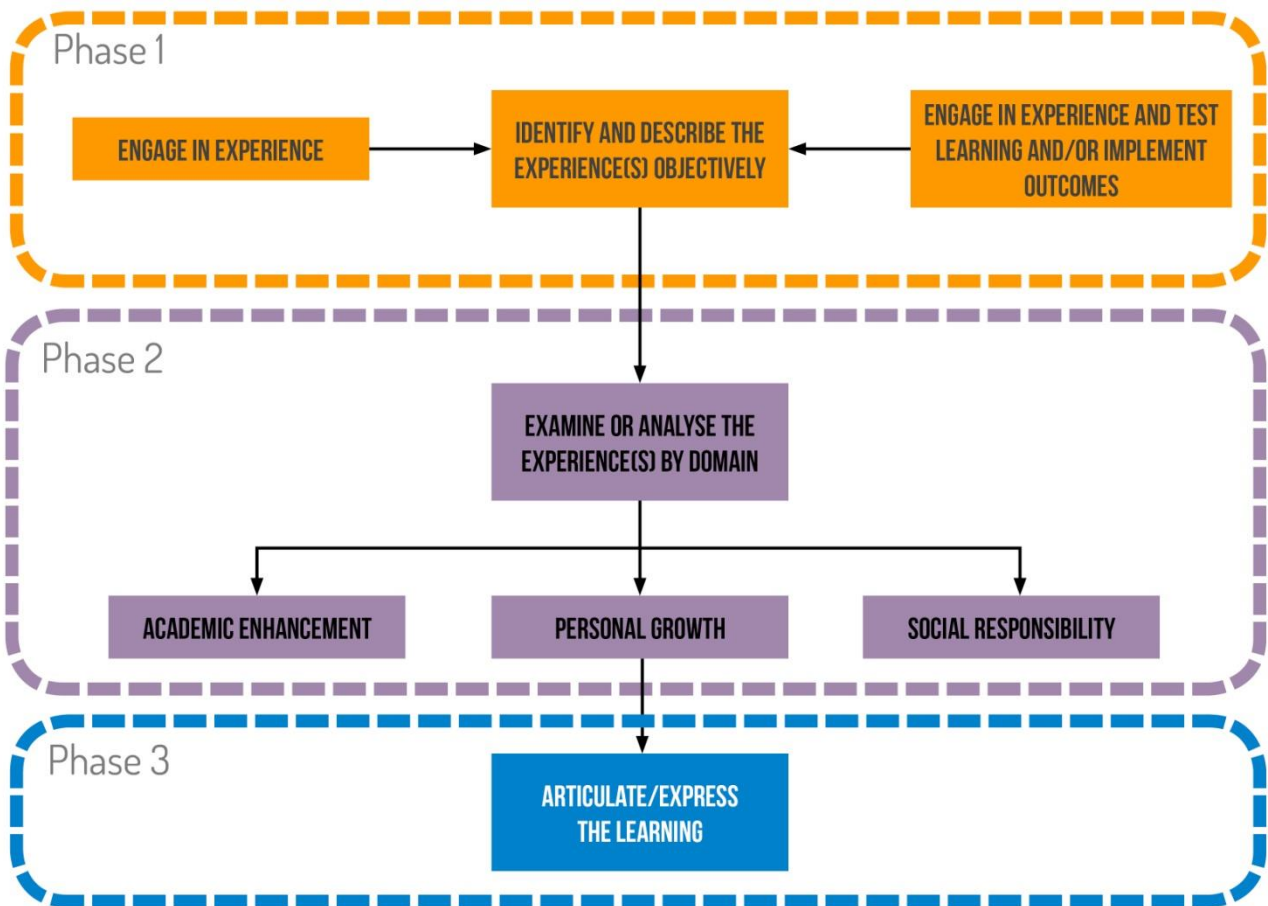 Phase 1
ENGAGE IN EXPERIENCE
IDENTIFY AND DESCRIBE THE
EXPERIENCE(S) OBJECTIVELY
ENGAGE IN EXPERIENCE AND TEST
LEARNING AND/OR IMPLEMENT
OUTCOMES
Phase 2
EXAMINE OR ANALYSE THE
EXPERIENCE(S) BY DOMAIN
ACADEMIC ENHANCEMENT
PERSONAL GROWTH
SOCIAL RESPONSIBILITY
Phase 3
ARTICULATE/EXPRESS
THE LEARNING